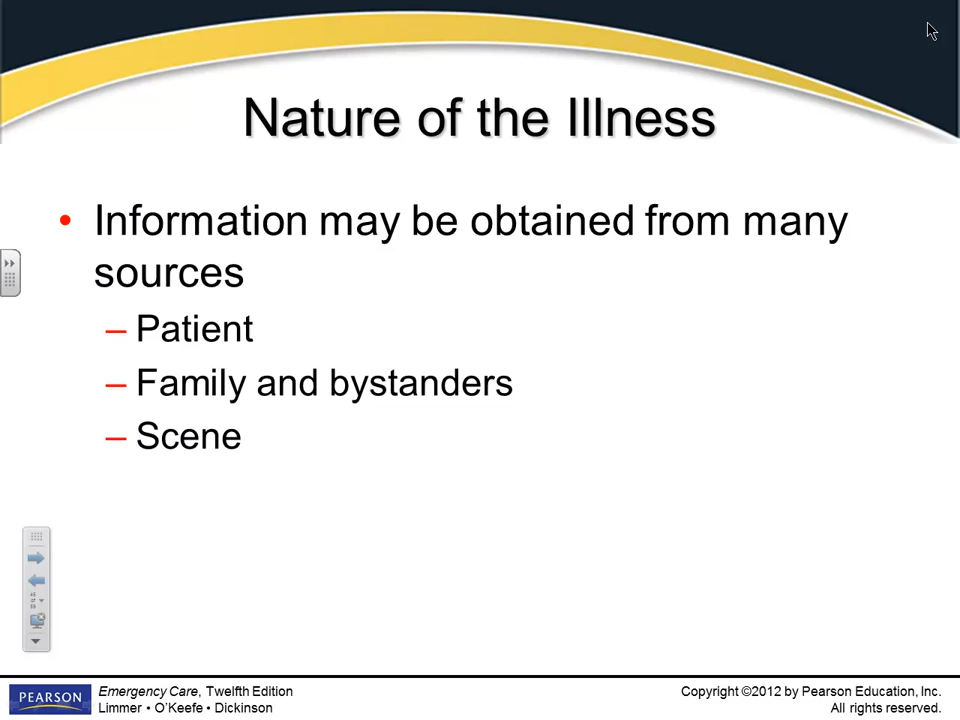 Nature of the Illness
• Information may be obtained from many
sources
– Patient
– Family and bystanders
– Scene
PEARSON
Emergency Care, Twelfth Edition
Limmer • O'Keefe • Dickinson
Copyright ©2012 by Pearson Education, Inc.
All rights reserved.